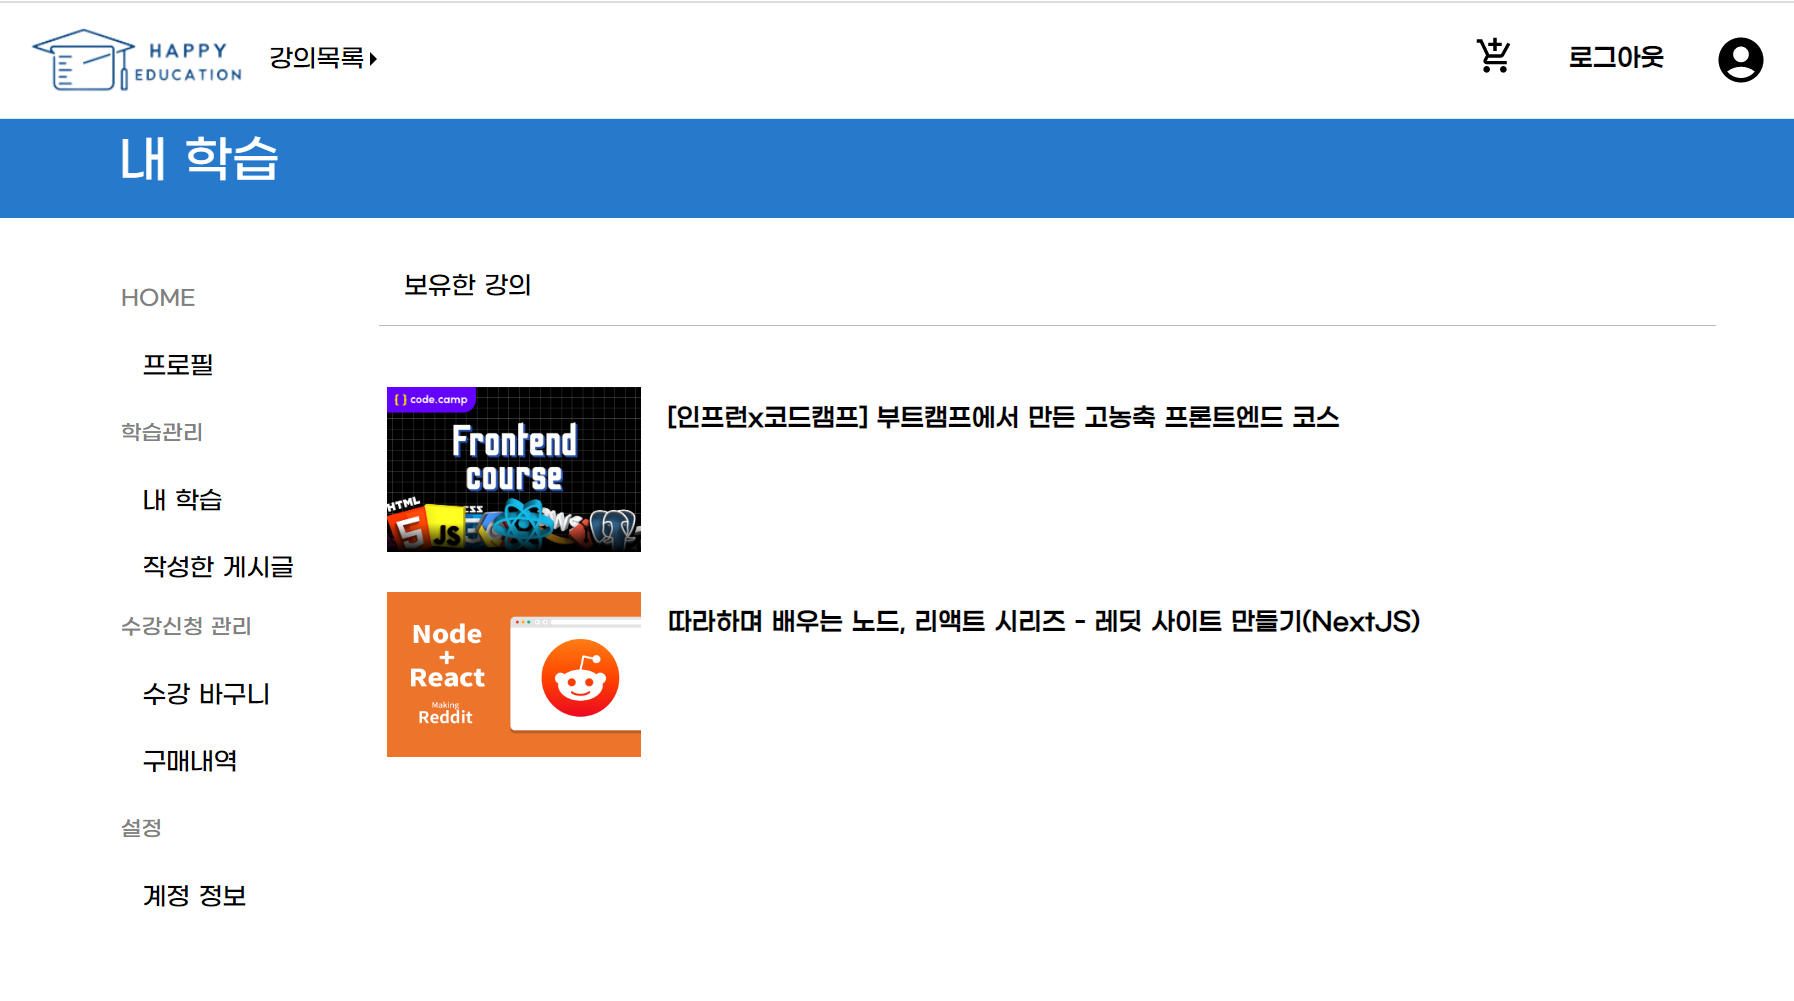 HAPPY
EDUCATION
강의목록
로그아웃
내 학습
HOME
프로필
학습관리
내 학습
작성한 게시글
수강신청 관리
수강 바구니
구매내역
설정
계정 정보
보유한 강의
{ } code.camp
Frontend
course
HTML
5
JS
CSS
[인프런x코드캠프] 부트캠프에서 만든 고농축 프론트엔드 코스
Node
+
React
Making
Reddit
따라하며 배우는 노드, 리액트 시리즈 - 레딧 사이트 만들기(NextJS)